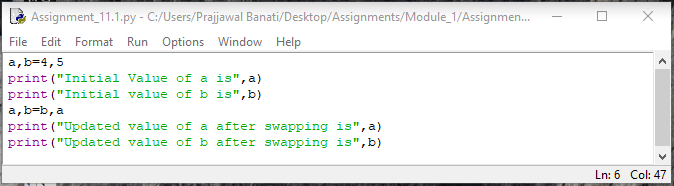 Assignment_11.1.py - C:/Users/Prajjawal Banati/Desktop/Assignments/Module_1/Assignmen...
File Edit Format Run Options Window Help
a,b=4,5
print("Initial Value of a is",a)
print("Initial value of b is",b)
a,b=b,a
print("Updated value of a after swapping is",a)
print("Updated value of b after swapping is",b)
Ln: 6 Col: 47